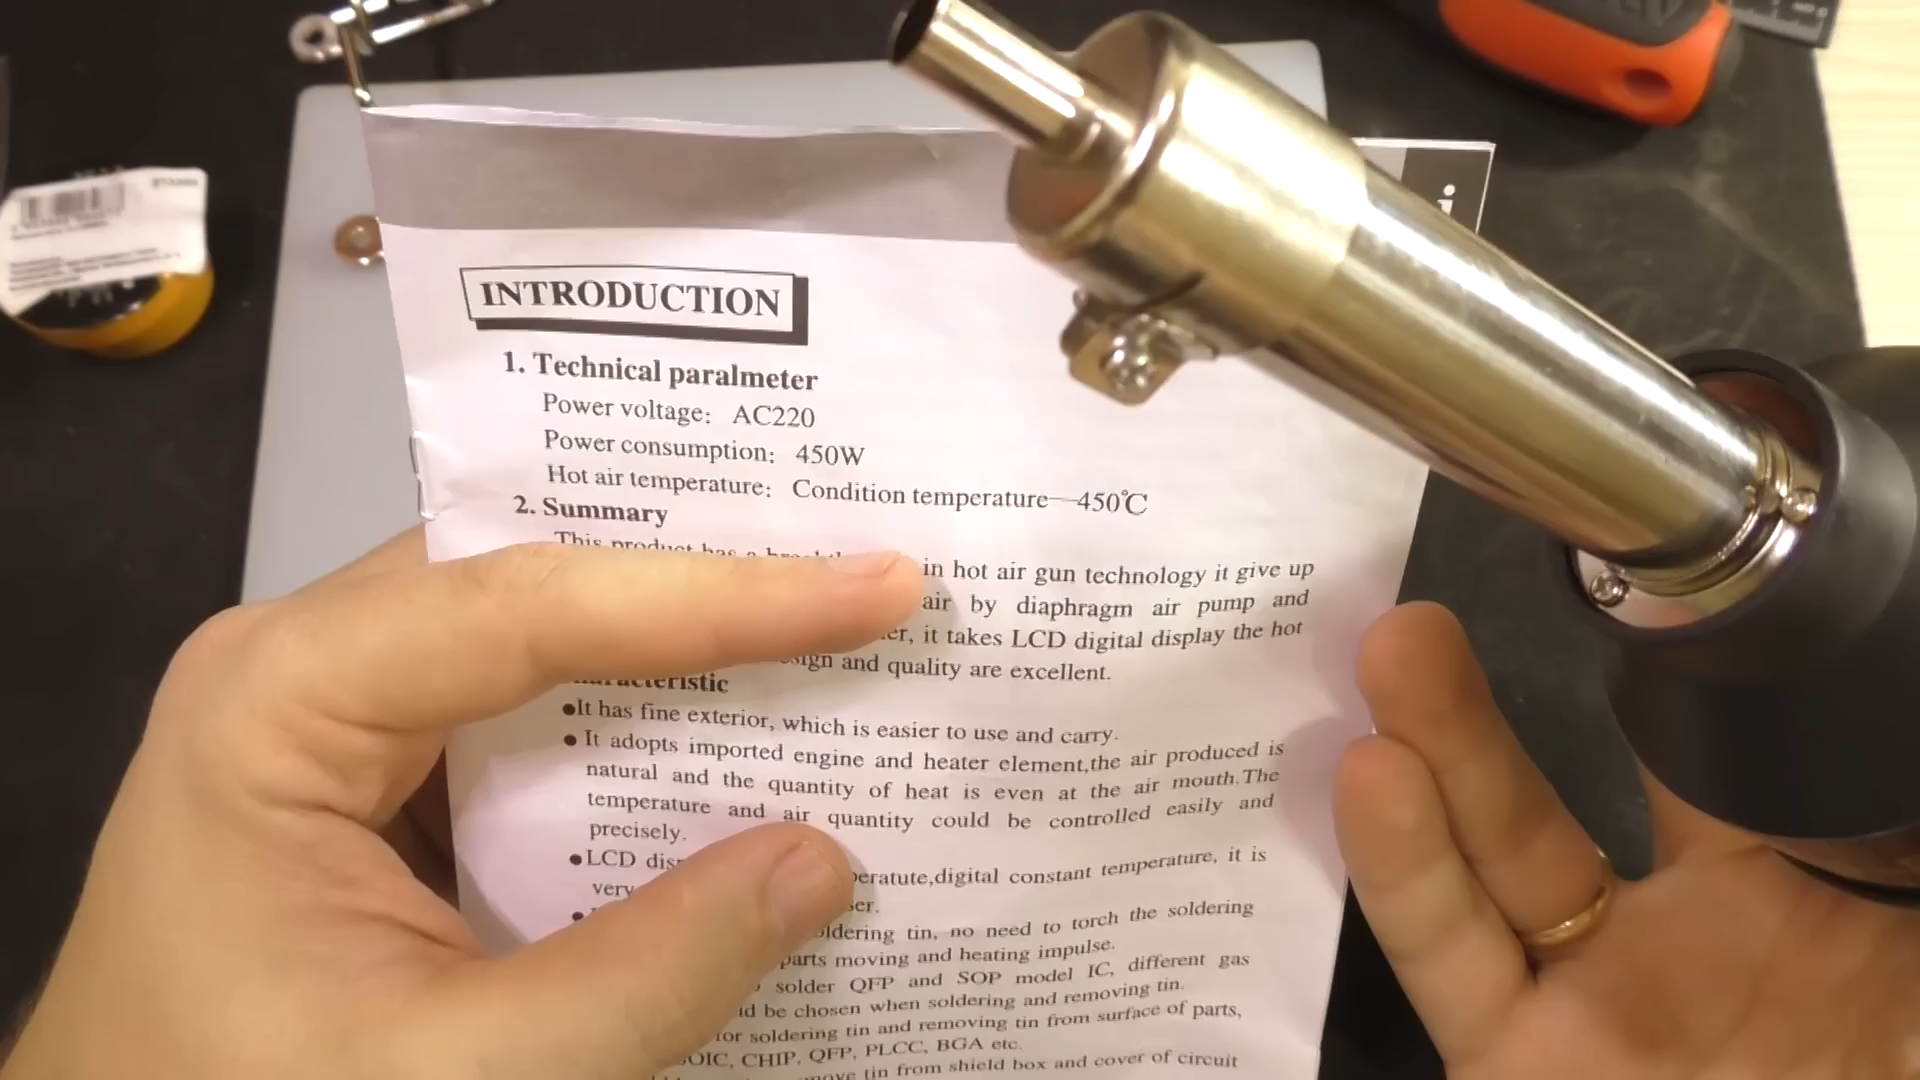 i
INTRODUCTION
1. Technical paralmeter
Power voltage: AC220
Power consumption: 450W
Hot air temperature: Condition temperature—450℃
2. Summary
This product has a in hot air gun technology it give up
air by diaphragm air pump and
it takes LCD digital display the hot
and quality are excellent.
●It has fine exterior, which is easier to use and carry.
● It adopts imported engine and heater element,the air produced is
natural and the quantity of heat is even at the air mouth.The
temperature and air quantity could be controlled easily and
precisely.
●LCD digital constant temperature, it is
very
tin, no need to torch the soldering
parts moving and heating impulse.
solder QFP and SOP model IC, different gas
be chosen when soldering and removing tin.
soldering tin and removing tin from surface of parts,
CHIP, QFP, PLCC, BGA etc.
tin from shield box and cover of circuit